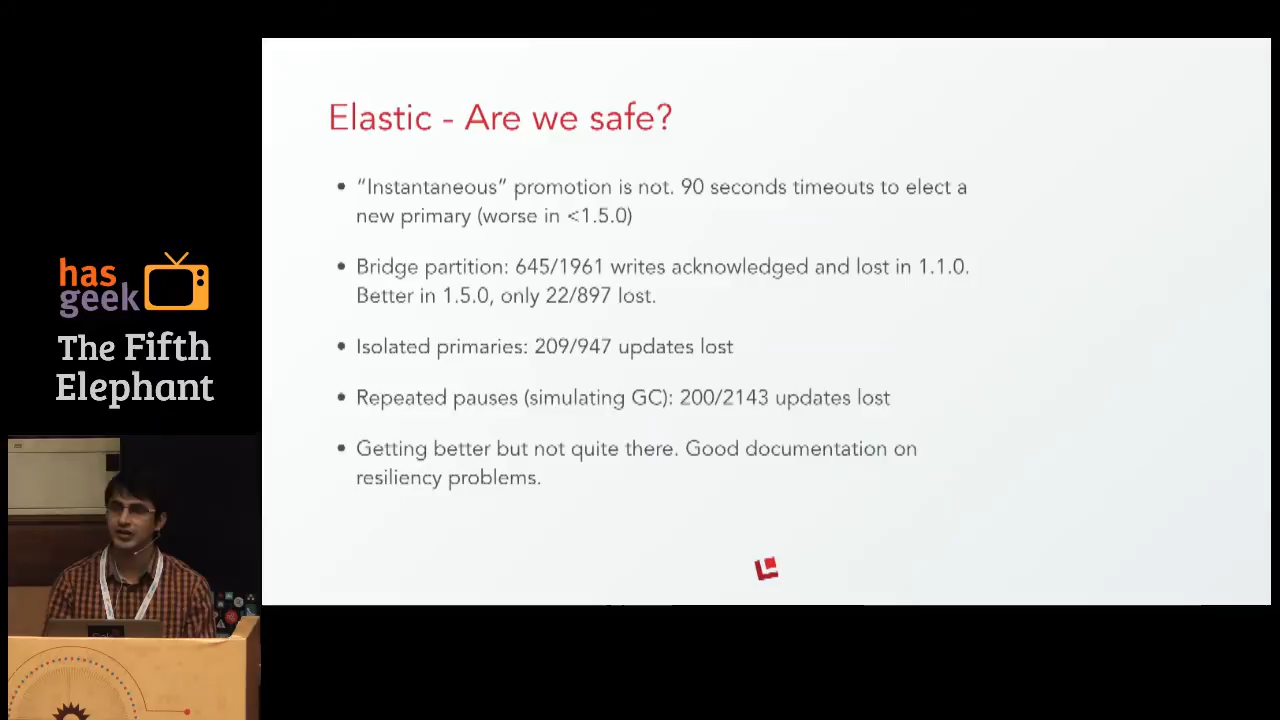 Elastic - Are we safe?
• “Instantaneous” promotion is not. 90 seconds timeouts to elect a
new primary (worse in <1.5.0)
• Bridge partition: 645/1961 writes acknowledged and lost in 1.1.0.
Better in 1.5.0, only 22/897 lost.
• Isolated primaries: 209/947 updates lost
• Repeated pauses (simulating GC): 200/2143 updates lost
• Getting better but not quite there. Good documentation on
resiliency problems.
has
geek
The Fifth
Elephant